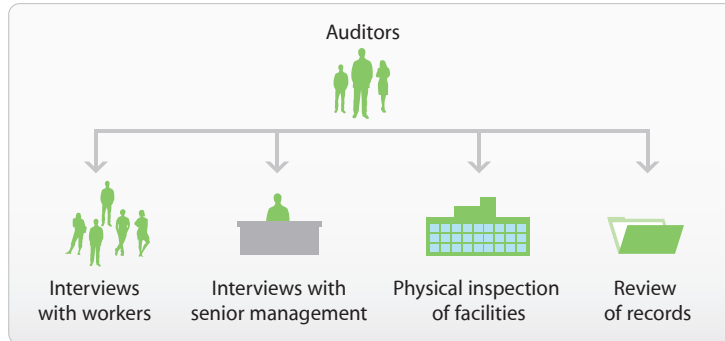 Auditors
Interviews
with workers
Interviews with
senior management
Physical inspection
of facilities
Review
of records